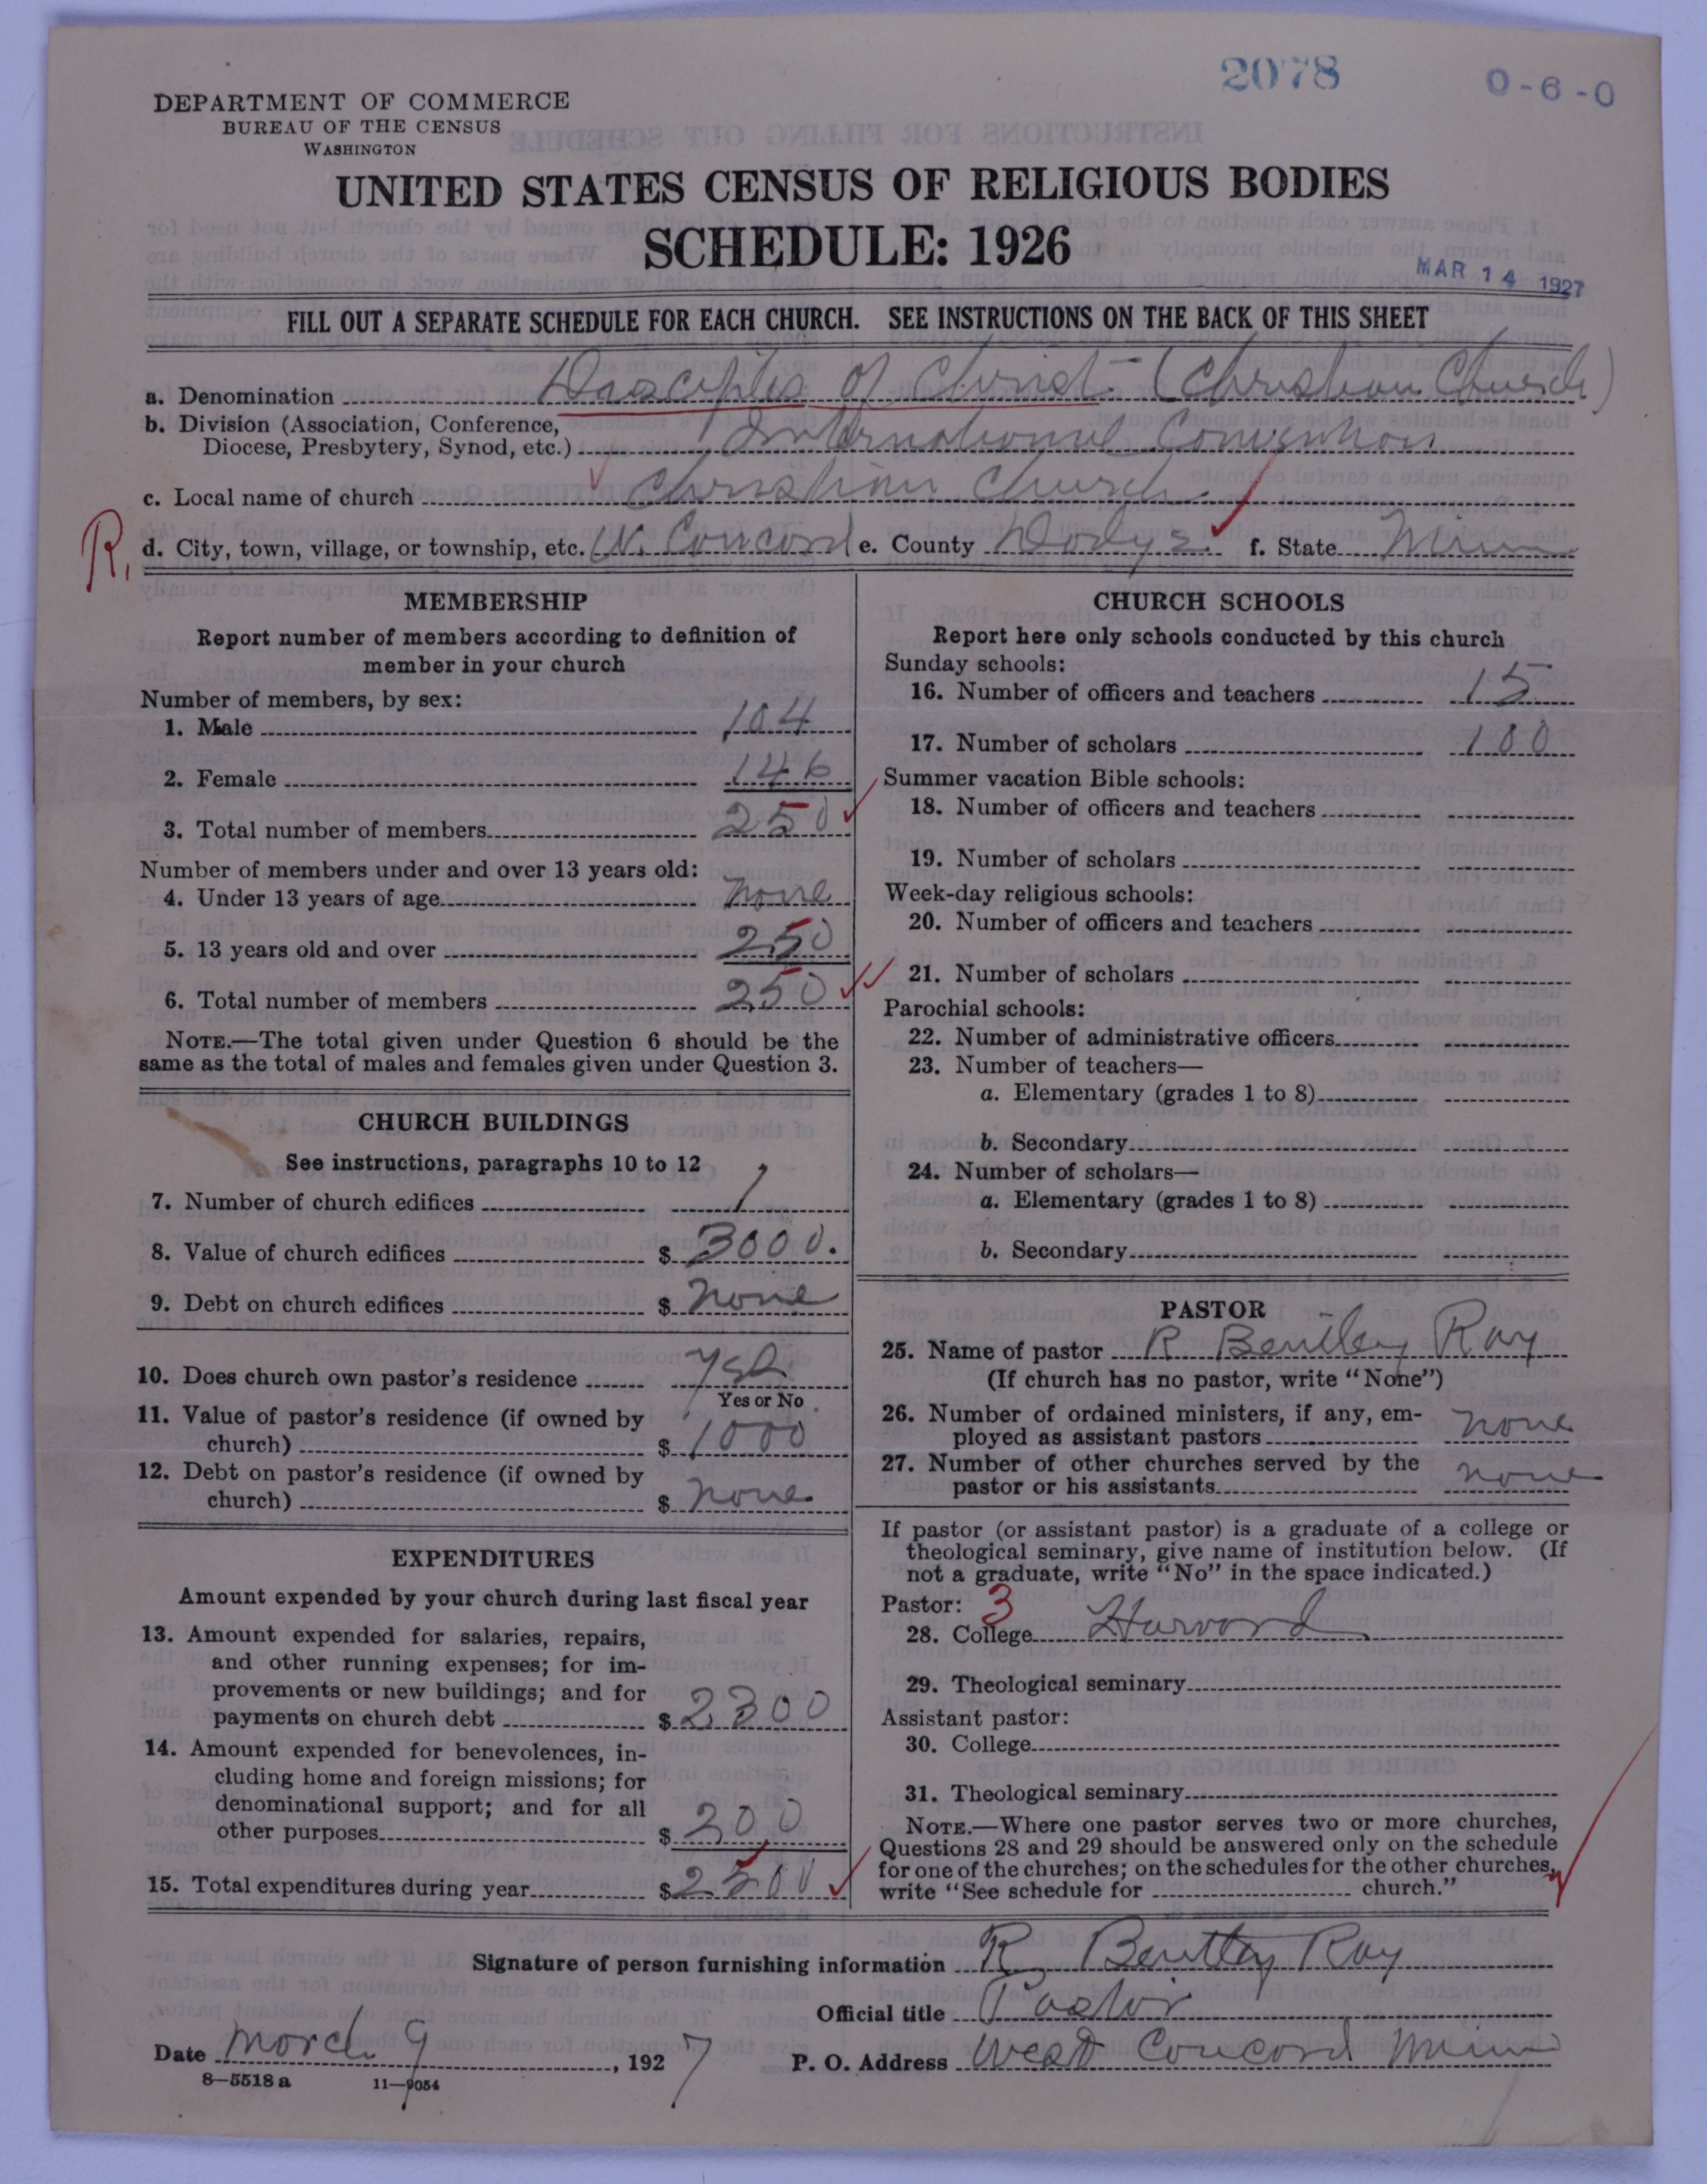 2078
0-6-0
DEPARTMENT OF COMMERCE
BUREAU OF THE CENSUS
WASHINGTON
UNITED STATES CENSUS OF RELIGIOUS BODIES
SCHEDULE: 1926
MAR 14 1927
FILL OUT A SEPARATE SCHEDULE FOR EACH CHURCH. SEE INSTRUCTIONS ON THE BACK OF THIS SHEET
a. Denomination Disciples of Christ - (Christian Church)
b. Division (Association, Conference,
Diocese, Presbytery, Synod, etc.) International Convention
c. Local name of church Christian Church
R. d. City, town, village, or township, etc. W. Concord e. County Dodge f. State Minn
MEMBERSHIP
Report number of members according to definition of
member in your church
Number of members, by sex:
1. Male 104
2. Female 146
3. Total number of members 250
Number of members under and over 13 years old:
4. Under 13 years of age none
5. 13 years old and over 250
6. Total number of members 250
NOTE.—The total given under Question 6 should be the
same as the total of males and females given under Question 3.
CHURCH BUILDINGS
See instructions, paragraphs 10 to 12
7. Number of church edifices 1
8. Value of church edifices $ 3000.
9. Debt on church edifices $ none
10. Does church own pastor's residence yes
Yes or No
11. Value of pastor's residence (if owned by
church) $ 1000
12. Debt on pastor's residence (if owned by
church) $ none
EXPENDITURES
Amount expended by your church during last fiscal year
13. Amount expended for salaries, repairs,
and other running expenses; for im-
provements or new buildings; and for
payments on church debt $ 2300
14. Amount expended for benevolences, in-
cluding home and foreign missions; for
denominational support; and for all
other purposes $ 200
15. Total expenditures during year $ 2500
CHURCH SCHOOLS
Report here only schools conducted by this church
Sunday schools:
16. Number of officers and teachers 15
17. Number of scholars 100
Summer vacation Bible schools:
18. Number of officers and teachers
19. Number of scholars
Week-day religious schools:
20. Number of officers and teachers
21. Number of scholars
Parochial schools:
22. Number of administrative officers
23. Number of teachers—
a. Elementary (grades 1 to 8)
b. Secondary
24. Number of scholars—
a. Elementary (grades 1 to 8)
b. Secondary
PASTOR
25. Name of pastor R Bentley Ray
(If church has no pastor, write "None")
26. Number of ordained ministers, if any, em-
ployed as assistant pastors none
27. Number of other churches served by the
pastor or his assistants none
If pastor (or assistant pastor) is a graduate of a college or
theological seminary, give name of institution below. (If
not a graduate, write "No" in the space indicated.)
Pastor: 3
28. College Harvard
29. Theological seminary
Assistant pastor:
30. College
31. Theological seminary
NOTE.—Where one pastor serves two or more churches,
Questions 28 and 29 should be answered only on the schedule
for one of the churches; on the schedules for the other churches,
write "See schedule for church."
Signature of person furnishing information R Bentley Ray
Official title Pastor
Date March 9, 1927 P. O. Address West Concord Minn
8—5518 a 11—9054